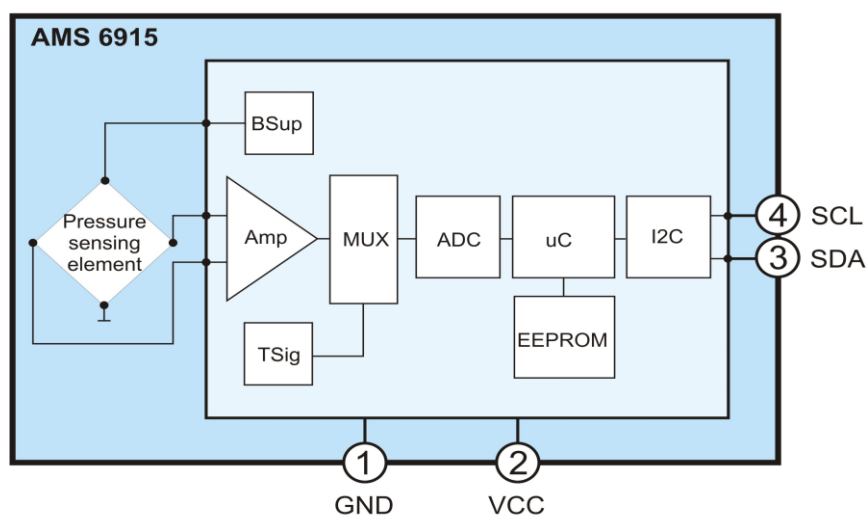 AMS 6915
BSup
Pressure
sensing
element
Amp
MUX
ADC
uC
I2C
4 SCL
3 SDA
TSig
EEPROM
1
2
GND
VCC